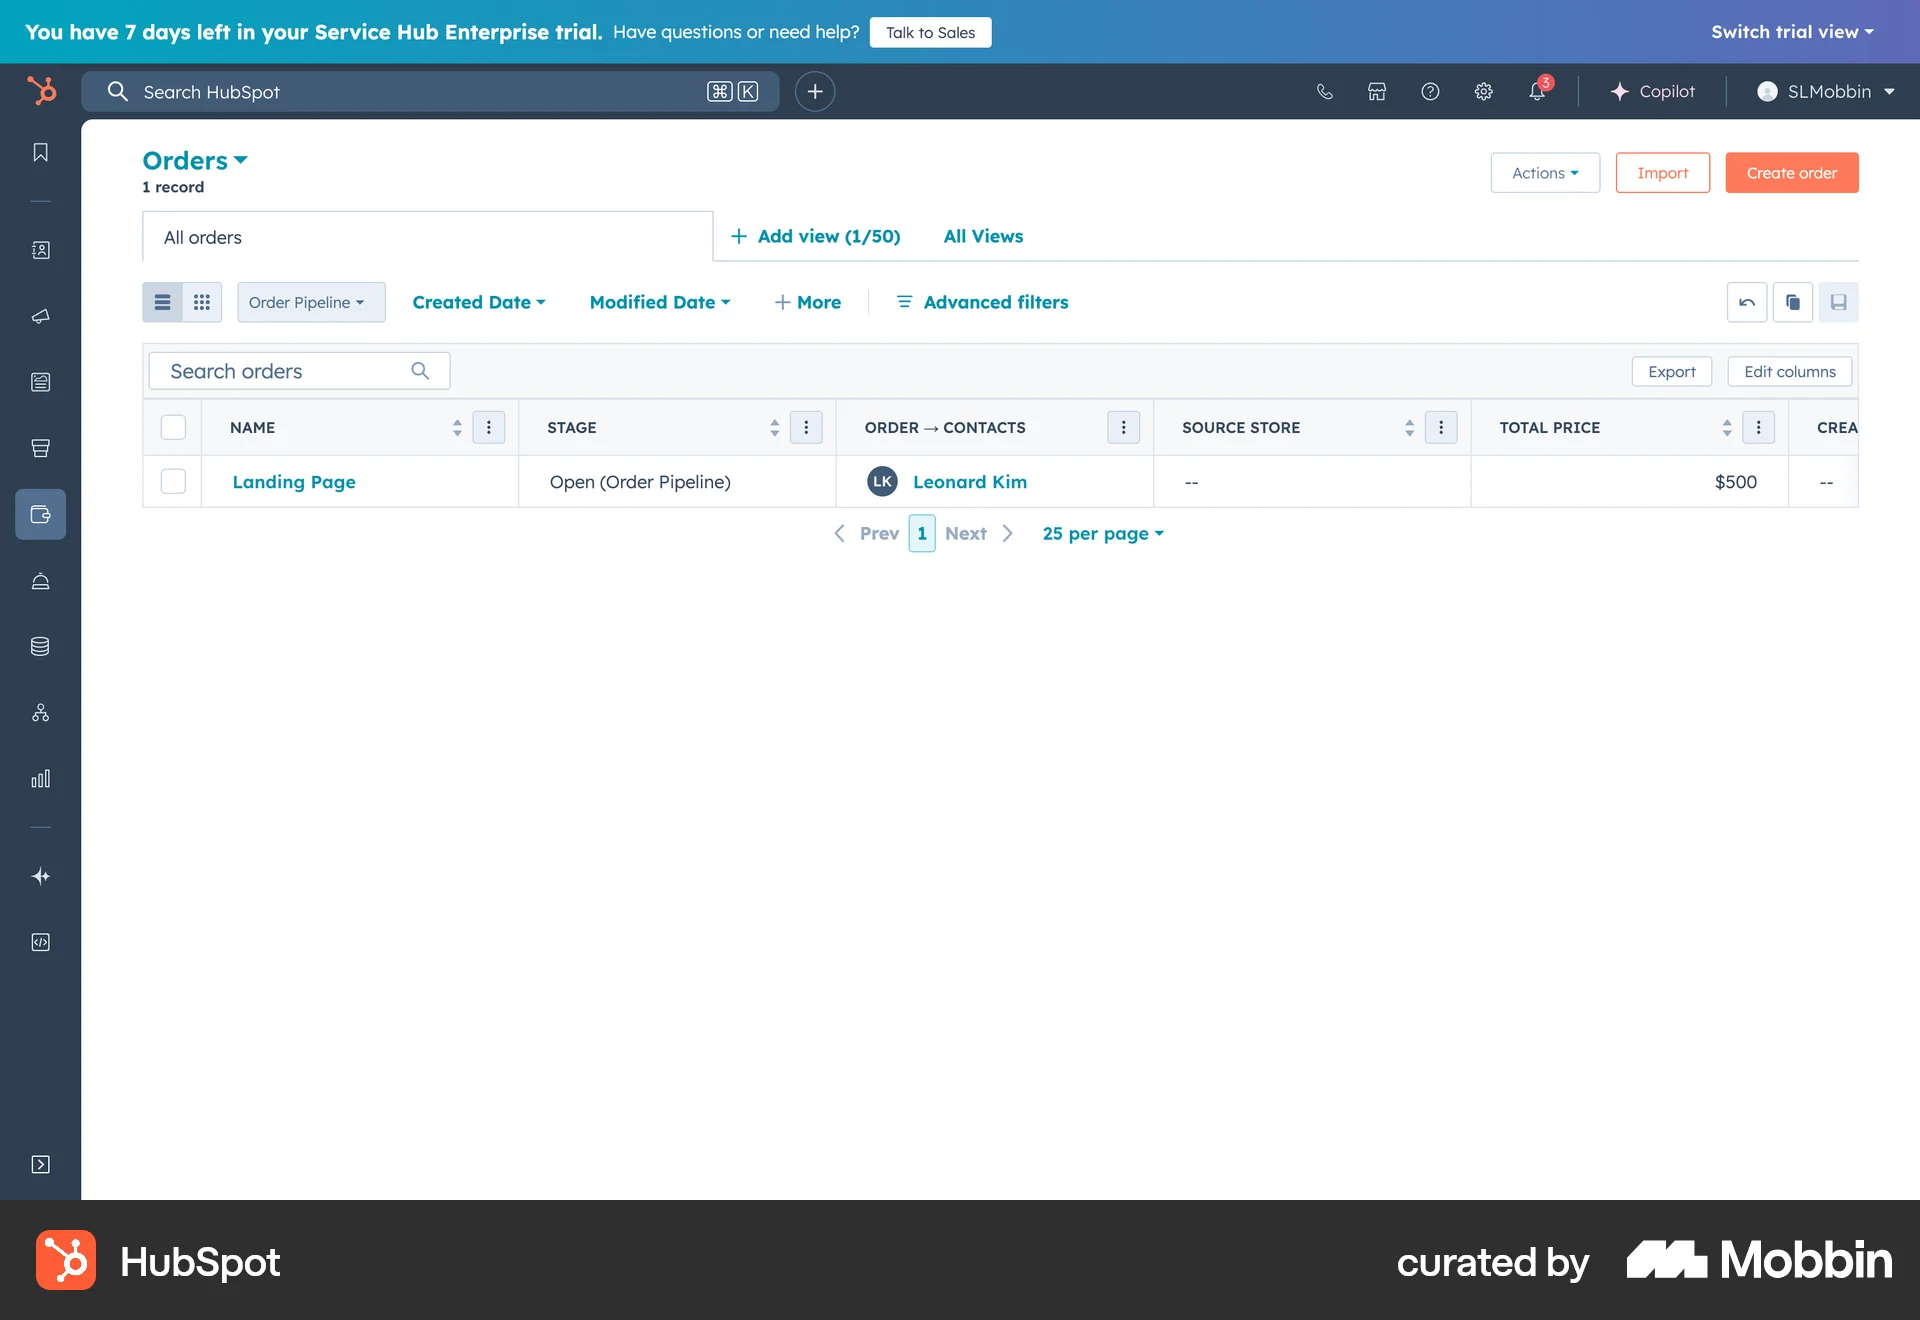 You have 7 days left in your Service Hub Enterprise trial. Have questions or need help? Talk to Sales Switch trial view
Search HubSpot ⌘ K 3 Copilot SLMobbin
Orders
1 record
Actions Import Create order
All orders + Add view (1/50) All Views
Order Pipeline Created Date Modified Date + More Advanced filters
Search orders Export Edit columns
NAME STAGE ORDER → CONTACTS SOURCE STORE TOTAL PRICE CREA
Landing Page Open (Order Pipeline) LK Leonard Kim -- $500 --
Prev 1 Next 25 per page
HubSpot curated by Mobbin